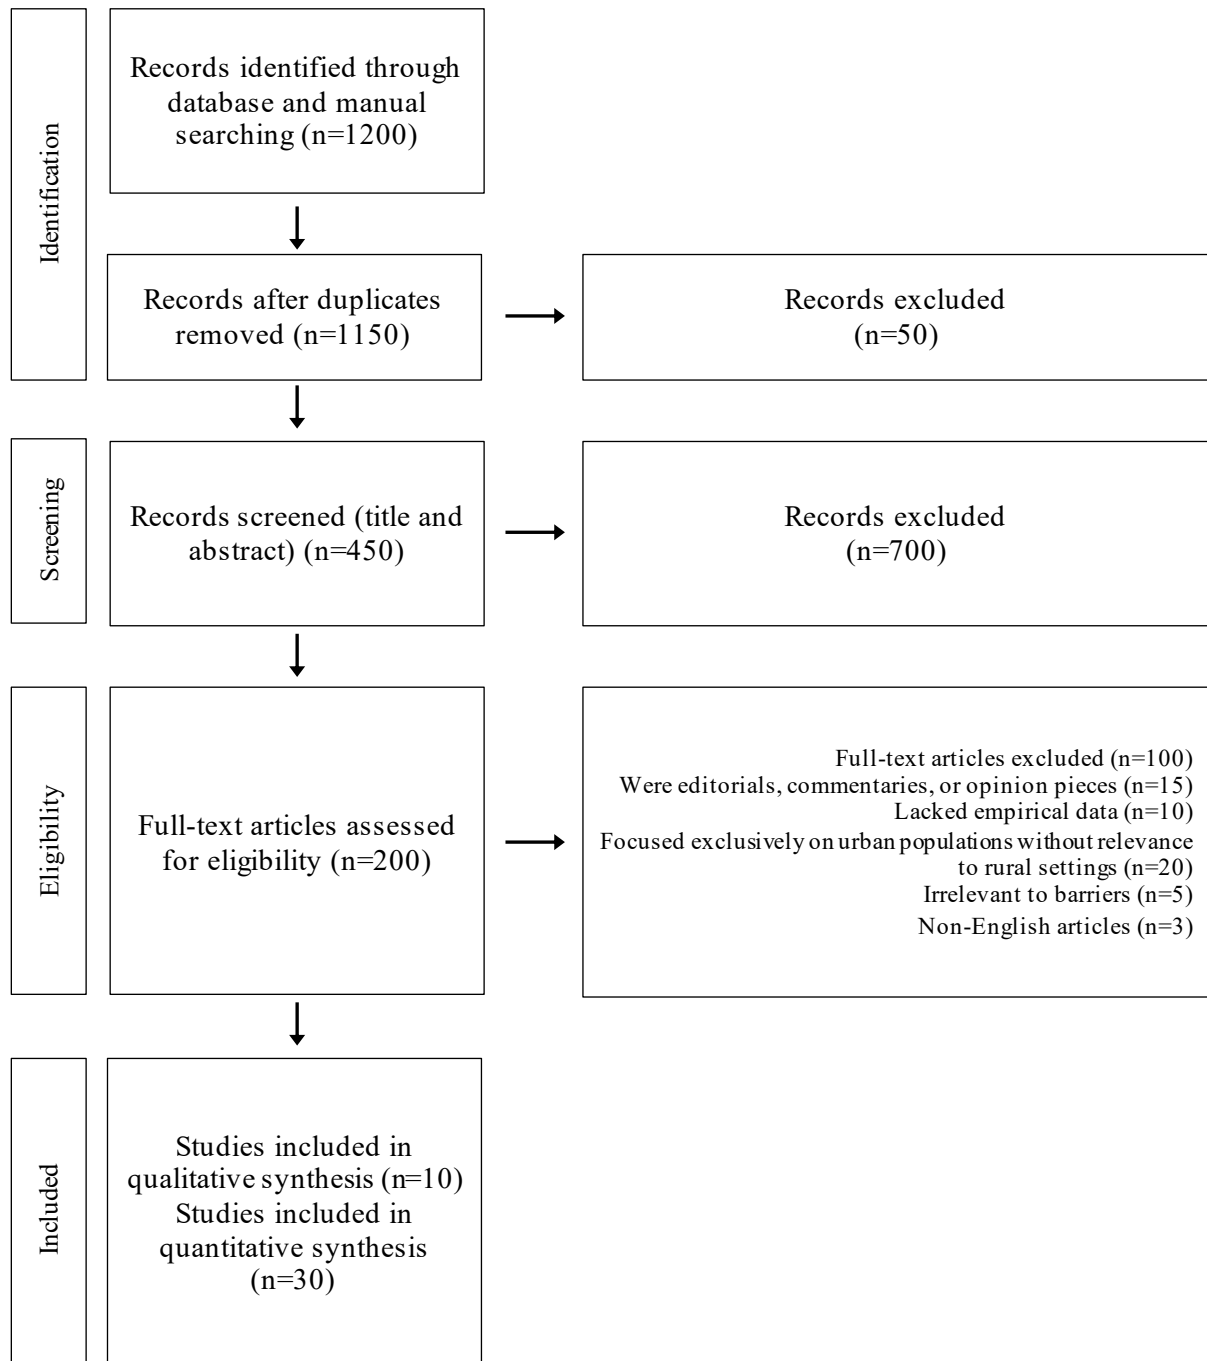 Identification
Records identified through
database and manual
searching (n=1200)
Records after duplicates
removed (n=1150)
Records excluded
(n=50)
Screening
Records screened (title and
abstract) (n=450)
Records excluded
(n=700)
Eligibility
Full-text articles assessed
for eligibility (n=200)
Full-text articles excluded (n=100)
Were editorials, commentaries, or opinion pieces (n=15)
Lacked empirical data (n=10)
Focused exclusively on urban populations without relevance
to rural settings (n=20)
Irrelevant to barriers (n=5)
Non-English articles (n=3)
Included
Studies included in
qualitative synthesis (n=10)
Studies included in
quantitative synthesis
(n=30)